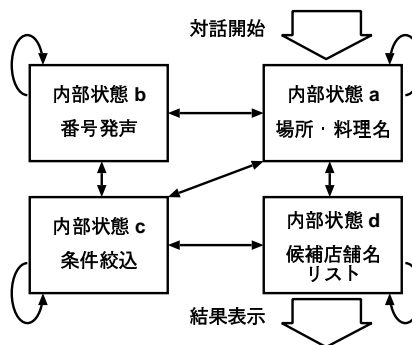 対話開始
内部状態 b
番号発声
内部状態 a
場所・料理名
内部状態 c
条件絞込
内部状態 d
候補店舗名
リスト
結果表示